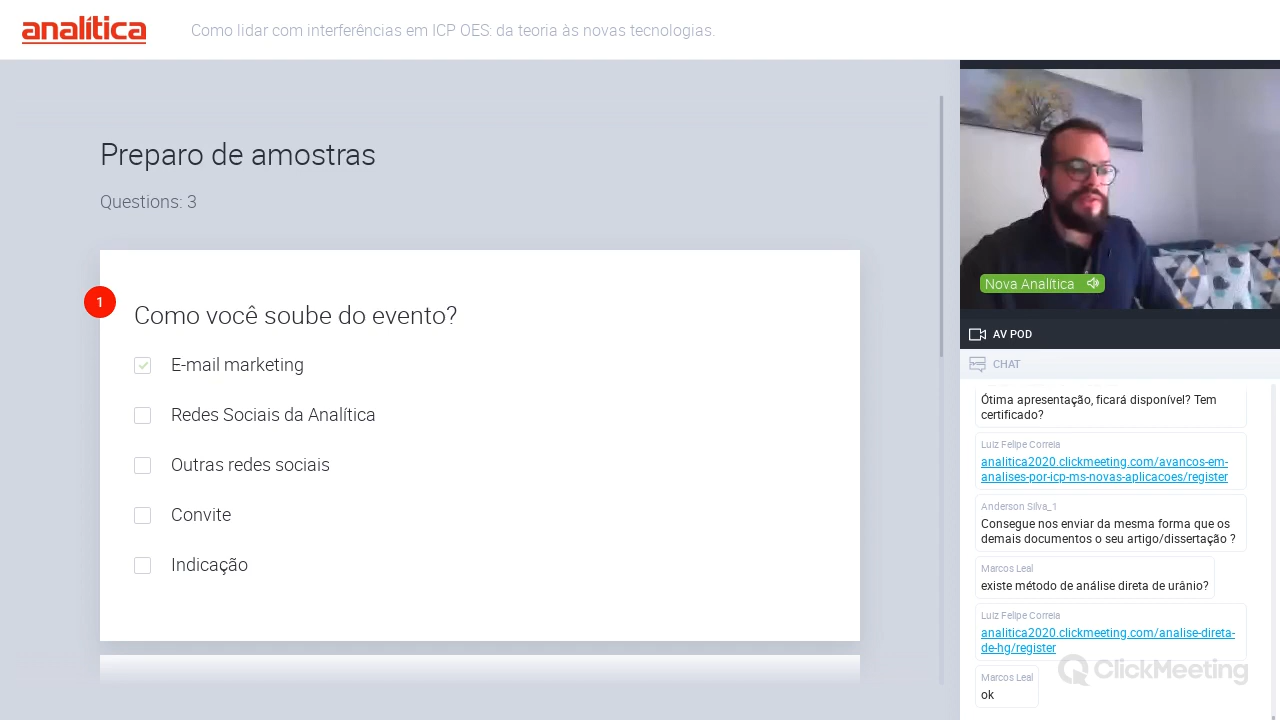 analítica
Como lidar com interferências em ICP OES: da teoria às novas tecnologias.
Preparo de amostras
Questions: 3
1
Como você soube do evento?
E-mail marketing
Redes Sociais da Analítica
Outras redes sociais
Convite
Indicação
Nova Analítica
AV POD
CHAT
Ótima apresentação, ficará disponível? Tem
certificado?
Luiz Felipe Correia
analitica2020.clickmeeting.com/avancos-em-
analises-por-icp-ms-novas-aplicacoes/register
Anderson Silva_1
Consegue nos enviar da mesma forma que os
demais documentos o seu artigo/dissertação ?
Marcos Leal
existe método de análise direta de urânio?
Luiz Felipe Correia
analitica2020.clickmeeting.com/analise-direta-
de-hg/register
ClickMeeting
Marcos Leal
ok